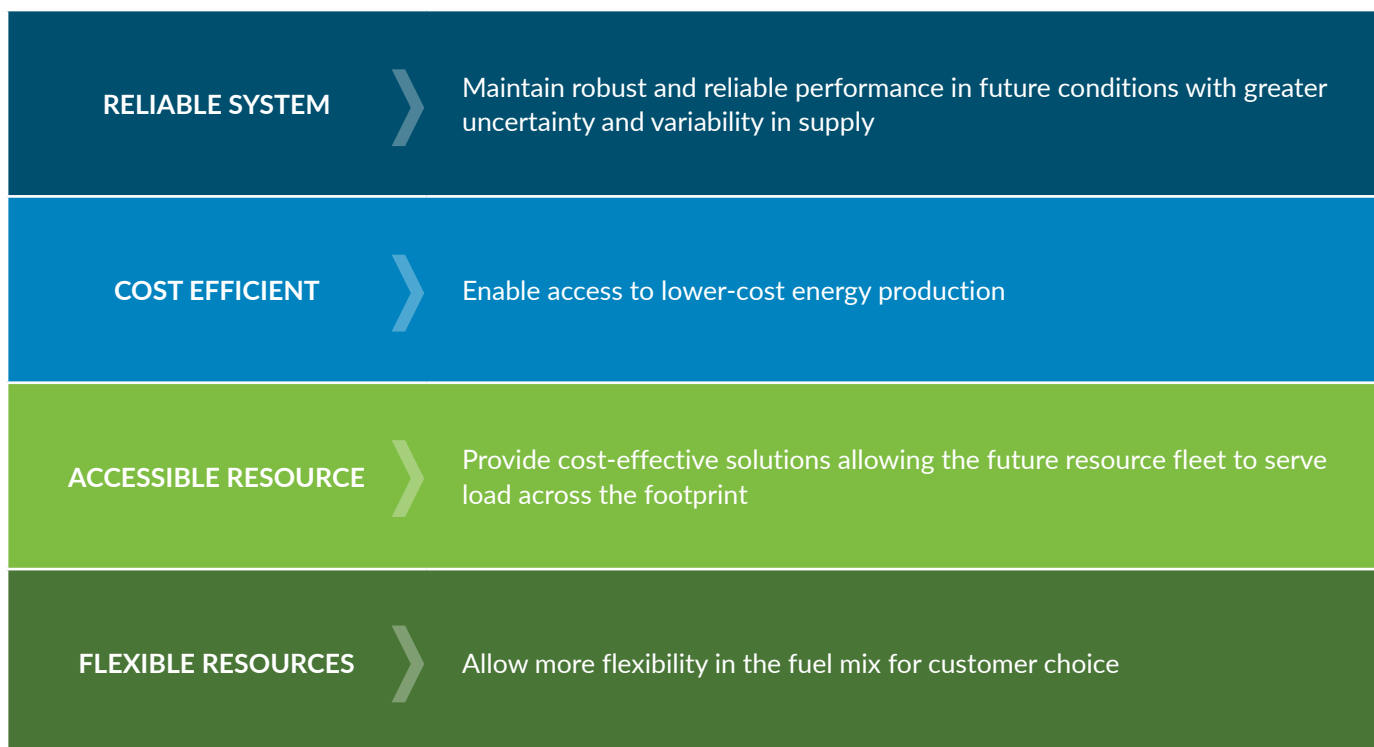 RELIABLE SYSTEM
Maintain robust and reliable performance in future conditions with greater
uncertainty and variability in supply
COST EFFICIENT
Enable access to lower-cost energy production
ACCESSIBLE RESOURCE
Provide cost-effective solutions allowing the future resource fleet to serve
load across the footprint
FLEXIBLE RESOURCES
Allow more flexibility in the fuel mix for customer choice